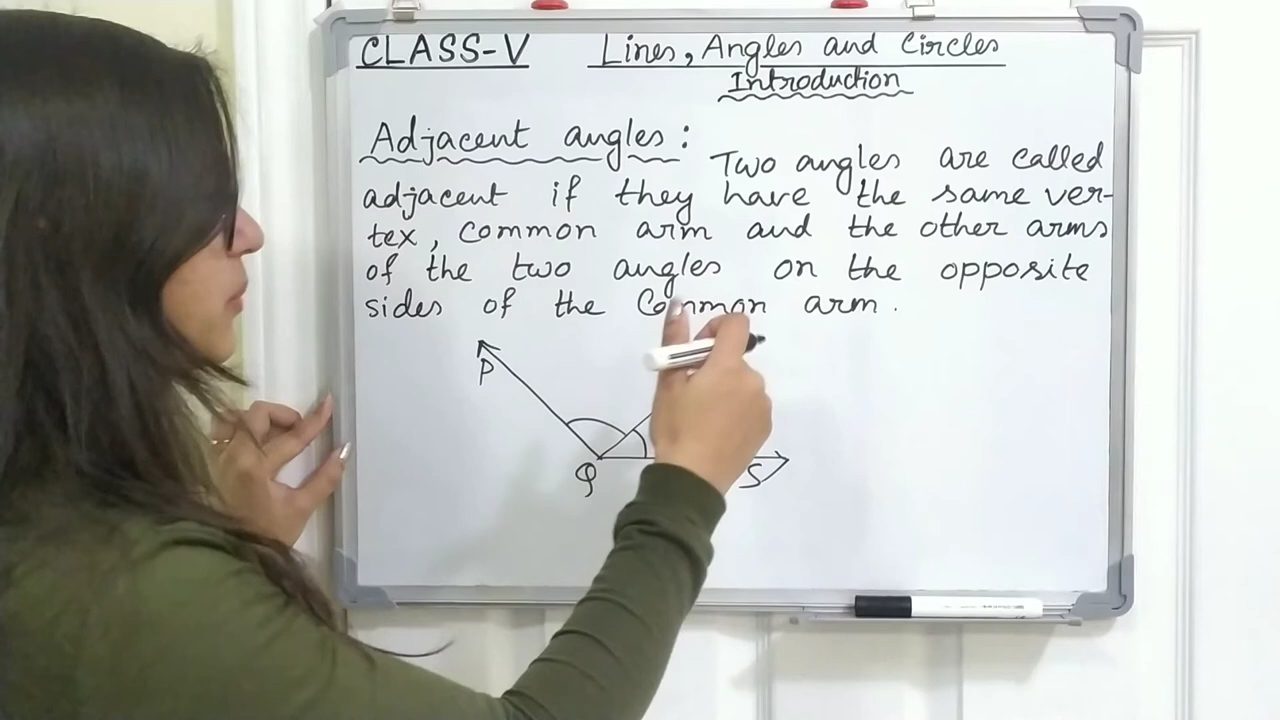 CLASS-V Lines, Angles and Circles
Introduction
Adjacent angles:
Two angles are called
adjacent if they have the same ver-
tex, common arm and the other arms
of the two angles on the opposite
sides of the Common arm.
P
Q
S